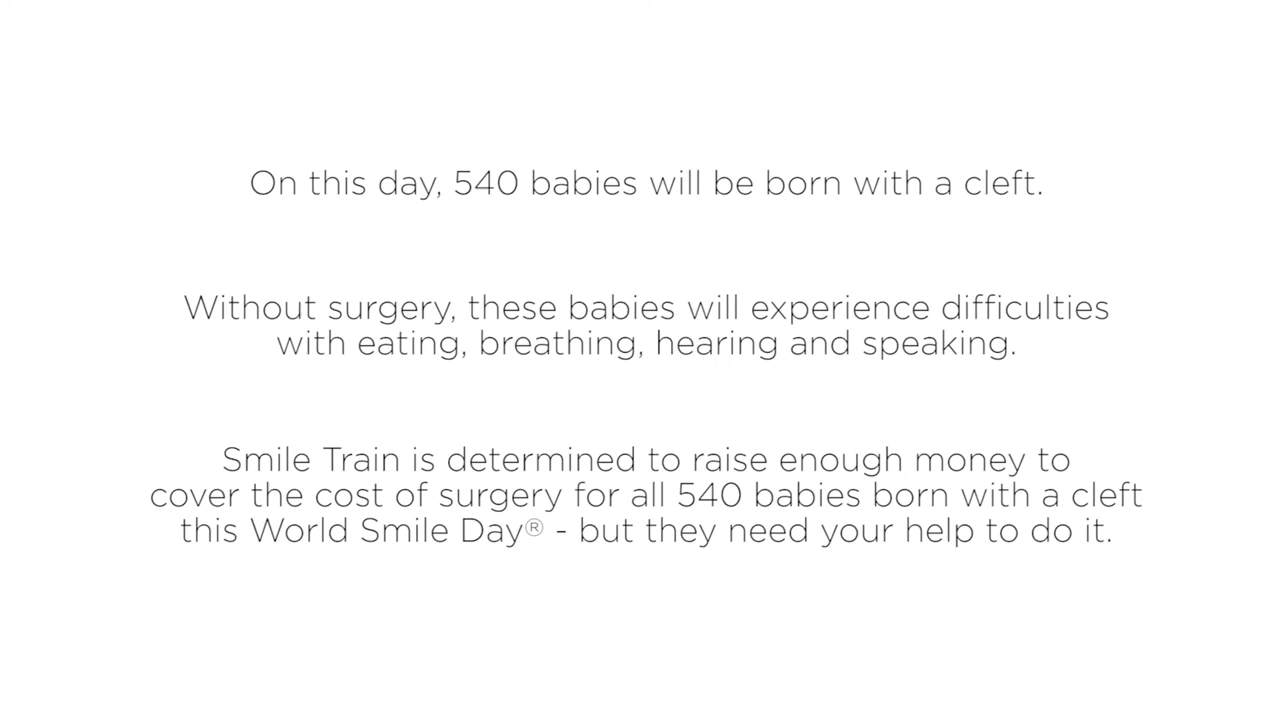 On this day, 540 babies will be born with a cleft.
Without surgery, these babies will experience difficulties
with eating, breathing, hearing and speaking.
Smile Train is determined to raise enough money to
cover the cost of surgery for all 540 babies born with a cleft
this World Smile Day® - but they need your help to do it.